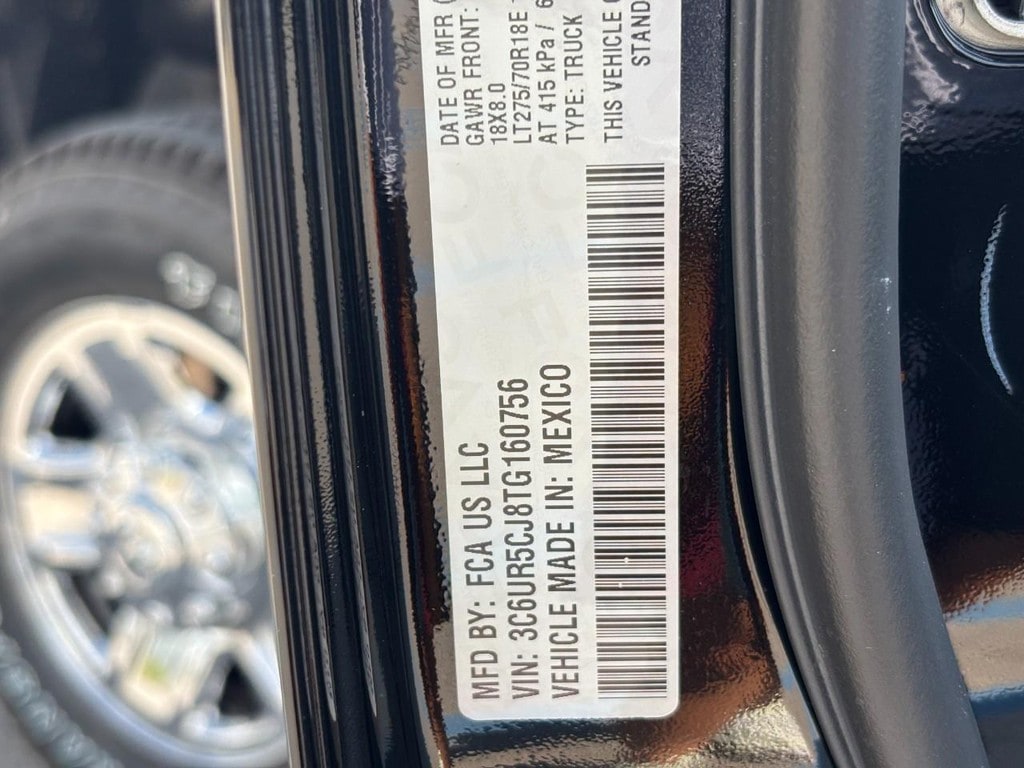 MFD BY: FCA US LLC
VIN: 3C6UR5CJ8TG160756
VEHICLE MADE IN: MEXICO
DATE OF MFR (
GAWR FRONT:
18X8.0
LT275/70R18E
AT 415 kPa / 6
TYPE: TRUCK
THIS VEHICLE
STAND